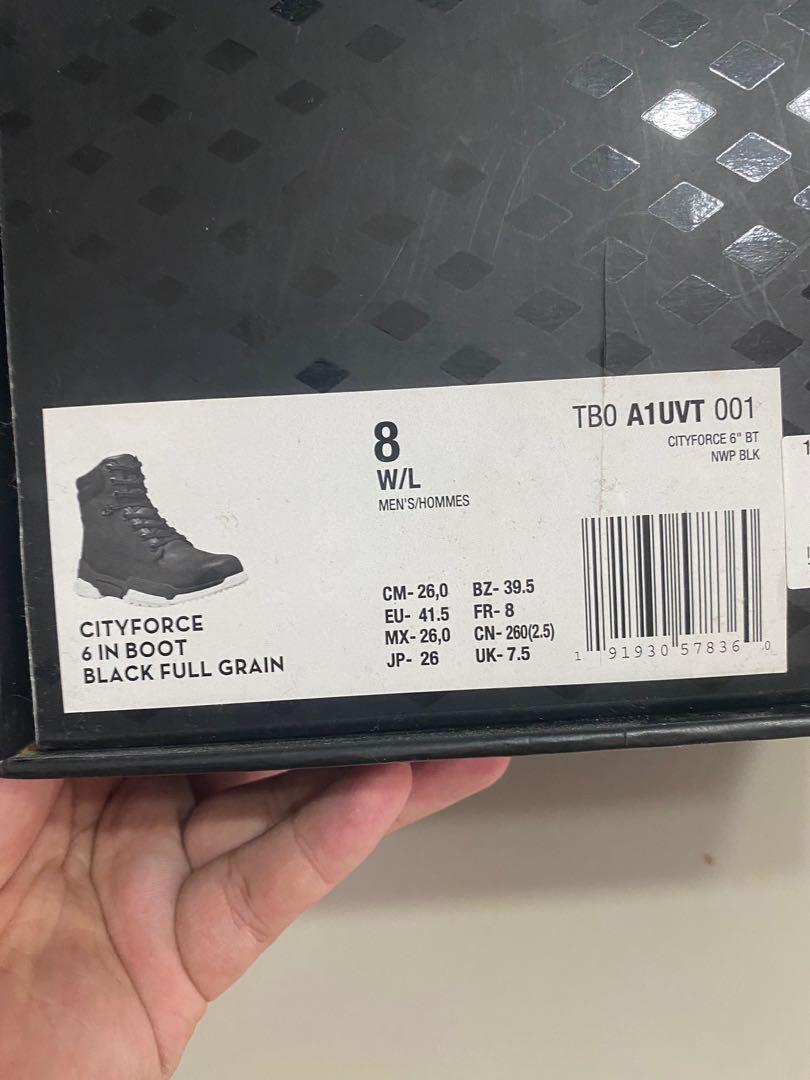 8
W/L
MEN'S/HOMMES
TB0 A1UVT 001
CITYFORCE 6" BT
NWP BLK
CITYFORCE
6 IN BOOT
BLACK FULL GRAIN
CM- 26,0 BZ- 39.5
EU- 41.5 FR- 8
MX- 26,0 CN- 260(2.5)
JP- 26 UK- 7.5
1 91930 57836 0